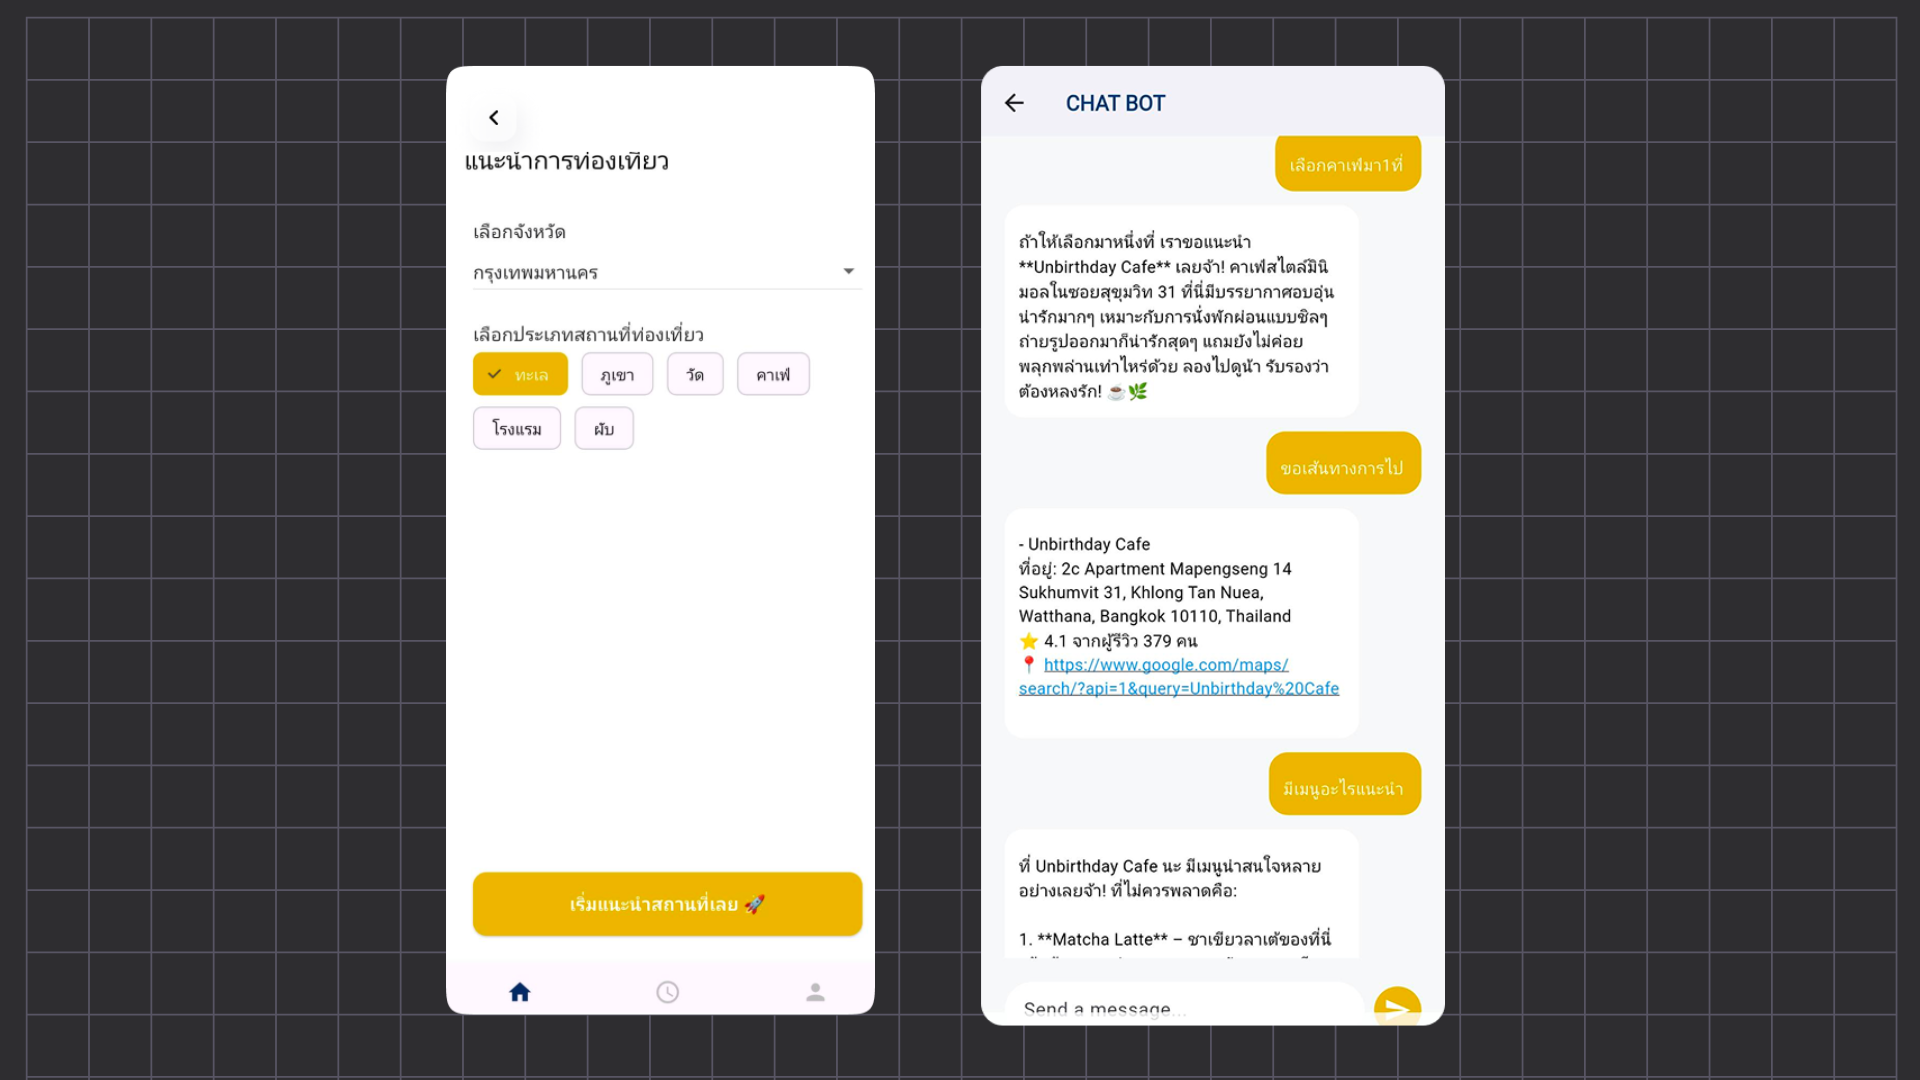 แนะนำการท่องเที่ยว
เลือกจังหวัด
กรุงเทพมหานคร
เลือกประเภทสถานที่ท่องเที่ยว
ทะเล
ภูเขา
วัด
คาเฟ่
โรงแรม
ผับ
เริ่มแนะนำสถานที่เลย 🚀
CHAT BOT
เลือกคาเฟ่มา1ที่
ถ้าให้เลือกมาหนึ่งที่ เราขอแนะนำ
**Unbirthday Cafe** เลยจ้า! คาเฟ่สไตล์มินิ
มอลในซอยสุขุมวิท 31 ที่นี่มีบรรยากาศอบอุ่น
น่ารักมากๆ เหมาะกับการนั่งพักผ่อนแบบชิลๆ
ถ่ายรูปออกมาก็น่ารักสุดๆ แถมยังไม่ค่อย
พลุกพล่านเท่าไหร่ด้วย ลองไปดูน้า รับรองว่า
ต้องหลงรัก! ☕🌿
ขอเส้นทางการไป
- Unbirthday Cafe
ที่อยู่: 2c Apartment Mapengseng 14
Sukhumvit 31, Khlong Tan Nuea,
Watthana, Bangkok 10110, Thailand
⭐ 4.1 จากผู้รีวิว 379 คน
📍 https://www.google.com/maps/
search/?api=1&query=Unbirthday%20Cafe
มีเมนูอะไรแนะนำ
ที่ Unbirthday Cafe นะ มีเมนูน่าสนใจหลาย
อย่างเลยจ้า! ที่ไม่ควรพลาดคือ:
1. **Matcha Latte** – ชาเขียวลาเต้ของที่นี่
Send a message...